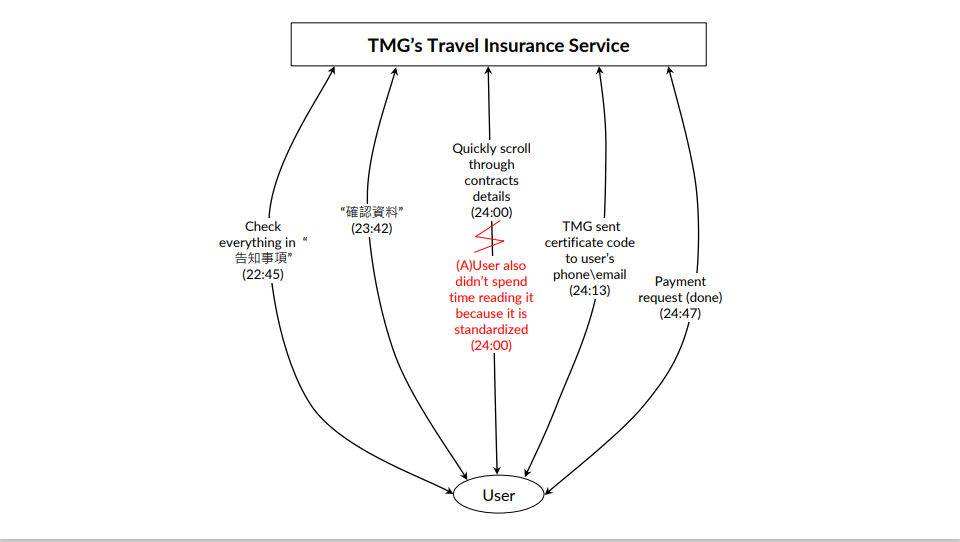 TMG’s Travel Insurance Service
Check
everything in “
告知事項”
(22:45)
“確認資料”
(23:42)
Quickly scroll
through
contracts
details
(24:00)
(A)User also
didn’t spend
time reading it
because it is
standardized
(24:00)
TMG sent
certificate code
to user’s
phone\email
(24:13)
Payment
request (done)
(24:47)
User